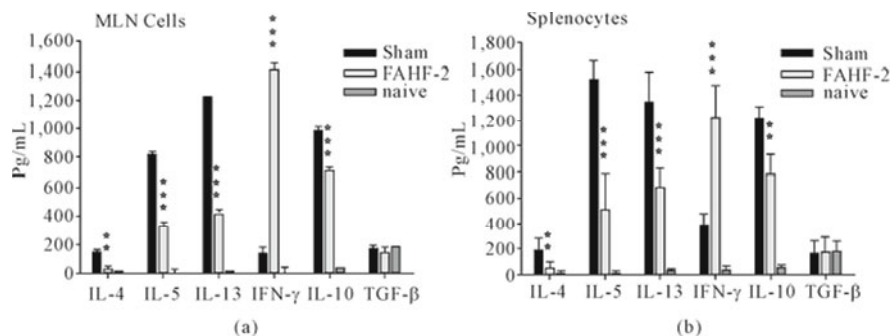 MLN Cells
Pg/mL
1,600
1,400
1,200
1,000
800
600
400
200
0
***
Sham
FAHF-2
naive
**
***
***
***
IL-4 IL-5 IL-13 IFN-γ IL-10 TGF-β
(a)
Splenocytes
Pg/mL
1,800
1,600
1,400
1,200
1,000
800
600
400
200
0
***
Sham
FAHF-2
naive
**
***
***
**
IL-4 IL-5 IL-13 IFN-γ IL-10 TGF-β
(b)